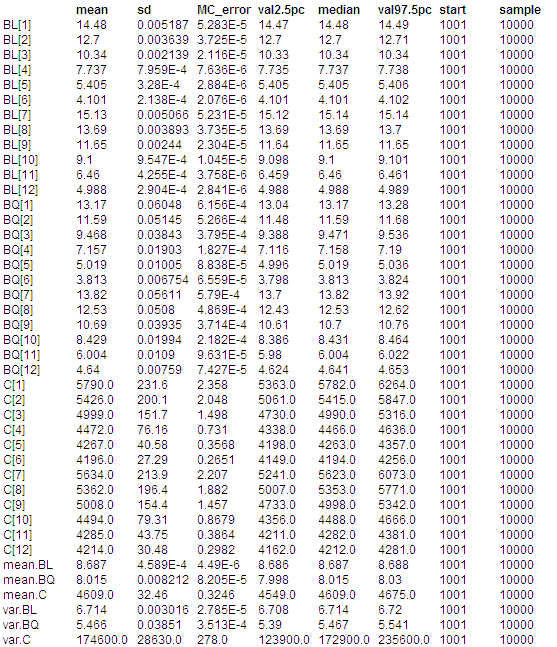 mean sd MC_error val2.5pc median val97.5pc start sample
BL[1] 14.48 0.005187 5.283E-5 14.47 14.48 14.49 1001 10000
BL[2] 12.7 0.003639 3.725E-5 12.7 12.7 12.71 1001 10000
BL[3] 10.34 0.002139 2.116E-5 10.33 10.34 10.34 1001 10000
BL[4] 7.737 7.959E-4 7.636E-6 7.735 7.737 7.738 1001 10000
BL[5] 5.405 3.28E-4 2.884E-6 5.405 5.405 5.406 1001 10000
BL[6] 4.101 2.138E-4 2.076E-6 4.101 4.101 4.102 1001 10000
BL[7] 15.13 0.005066 5.231E-5 15.12 15.14 15.14 1001 10000
BL[8] 13.69 0.003893 3.735E-5 13.69 13.69 13.7 1001 10000
BL[9] 11.65 0.00244 2.304E-5 11.64 11.65 11.65 1001 10000
BL[10] 9.1 9.547E-4 1.045E-5 9.098 9.1 9.101 1001 10000
BL[11] 6.46 4.255E-4 3.758E-6 6.459 6.46 6.461 1001 10000
BL[12] 4.988 2.904E-4 2.841E-6 4.988 4.988 4.989 1001 10000
BQ[1] 13.17 0.06048 6.156E-4 13.04 13.17 13.28 1001 10000
BQ[2] 11.59 0.05145 5.266E-4 11.48 11.59 11.68 1001 10000
BQ[3] 9.468 0.03843 3.795E-4 9.388 9.471 9.536 1001 10000
BQ[4] 7.157 0.01903 1.827E-4 7.116 7.158 7.19 1001 10000
BQ[5] 5.019 0.01005 8.838E-5 4.996 5.019 5.036 1001 10000
BQ[6] 3.813 0.006754 6.559E-5 3.798 3.813 3.824 1001 10000
BQ[7] 13.82 0.05611 5.79E-4 13.7 13.82 13.92 1001 10000
BQ[8] 12.53 0.0508 4.869E-4 12.43 12.53 12.62 1001 10000
BQ[9] 10.69 0.03935 3.714E-4 10.61 10.7 10.76 1001 10000
BQ[10] 8.429 0.01994 2.182E-4 8.386 8.431 8.464 1001 10000
BQ[11] 6.004 0.0109 9.631E-5 5.98 6.004 6.022 1001 10000
BQ[12] 4.64 0.00759 7.427E-5 4.624 4.641 4.653 1001 10000
C[1] 5790.0 231.6 2.358 5363.0 5782.0 6264.0 1001 10000
C[2] 5426.0 200.1 2.048 5061.0 5415.0 5847.0 1001 10000
C[3] 4999.0 151.7 1.498 4730.0 4990.0 5316.0 1001 10000
C[4] 4472.0 76.16 0.731 4338.0 4466.0 4636.0 1001 10000
C[5] 4267.0 40.58 0.3568 4198.0 4263.0 4357.0 1001 10000
C[6] 4196.0 27.29 0.2651 4149.0 4194.0 4256.0 1001 10000
C[7] 5634.0 213.9 2.207 5241.0 5623.0 6073.0 1001 10000
C[8] 5362.0 196.4 1.882 5007.0 5353.0 5771.0 1001 10000
C[9] 5008.0 154.4 1.457 4733.0 4998.0 5342.0 1001 10000
C[10] 4494.0 79.31 0.8679 4356.0 4488.0 4666.0 1001 10000
C[11] 4285.0 43.75 0.3864 4211.0 4282.0 4381.0 1001 10000
C[12] 4214.0 30.48 0.2982 4162.0 4212.0 4281.0 1001 10000
mean.BL 8.687 4.589E-4 4.49E-6 8.686 8.687 8.688 1001 10000
mean.BQ 8.015 0.008212 8.205E-5 7.998 8.015 8.03 1001 10000
mean.C 4609.0 32.46 0.3246 4549.0 4609.0 4675.0 1001 10000
var.BL 6.714 0.003016 2.785E-5 6.708 6.714 6.72 1001 10000
var.BQ 5.466 0.03851 3.513E-4 5.39 5.467 5.541 1001 10000
var.C 174600.0 28630.0 278.0 123900.0 172900.0 235600.0 1001 10000